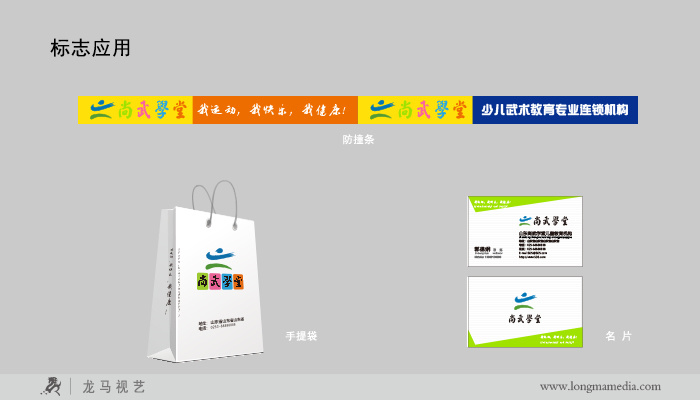 标志应用
尚武學堂
我运动，我快乐，我健康！
尚武學堂
少儿武术教育专业连锁机构
防撞条
尚武學堂
我健康！
手提袋
尚武學堂
尚武學堂
名 片
龙马视艺
www.longmamedia.com